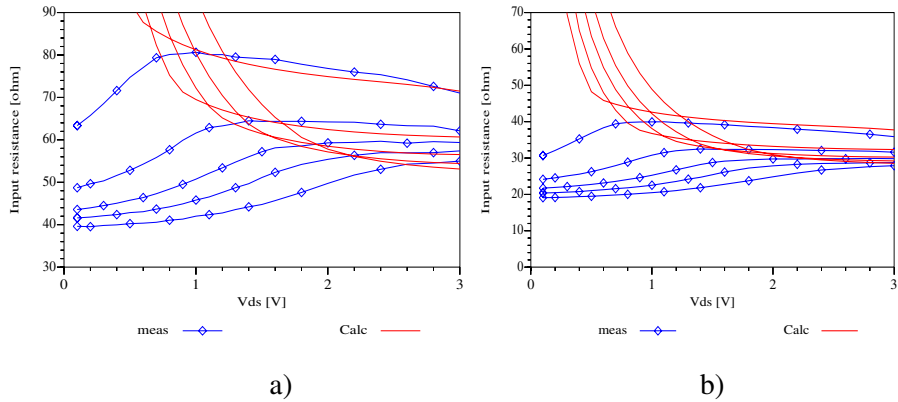 90
80
70
60
50
40
30
Input resistance [ohm]
0
1
2
3
Vds [V]
meas
Calc
a)
70
60
50
40
30
20
10
0
Input resistance [ohm]
0
1
2
3
Vds [V]
meas
Calc
b)